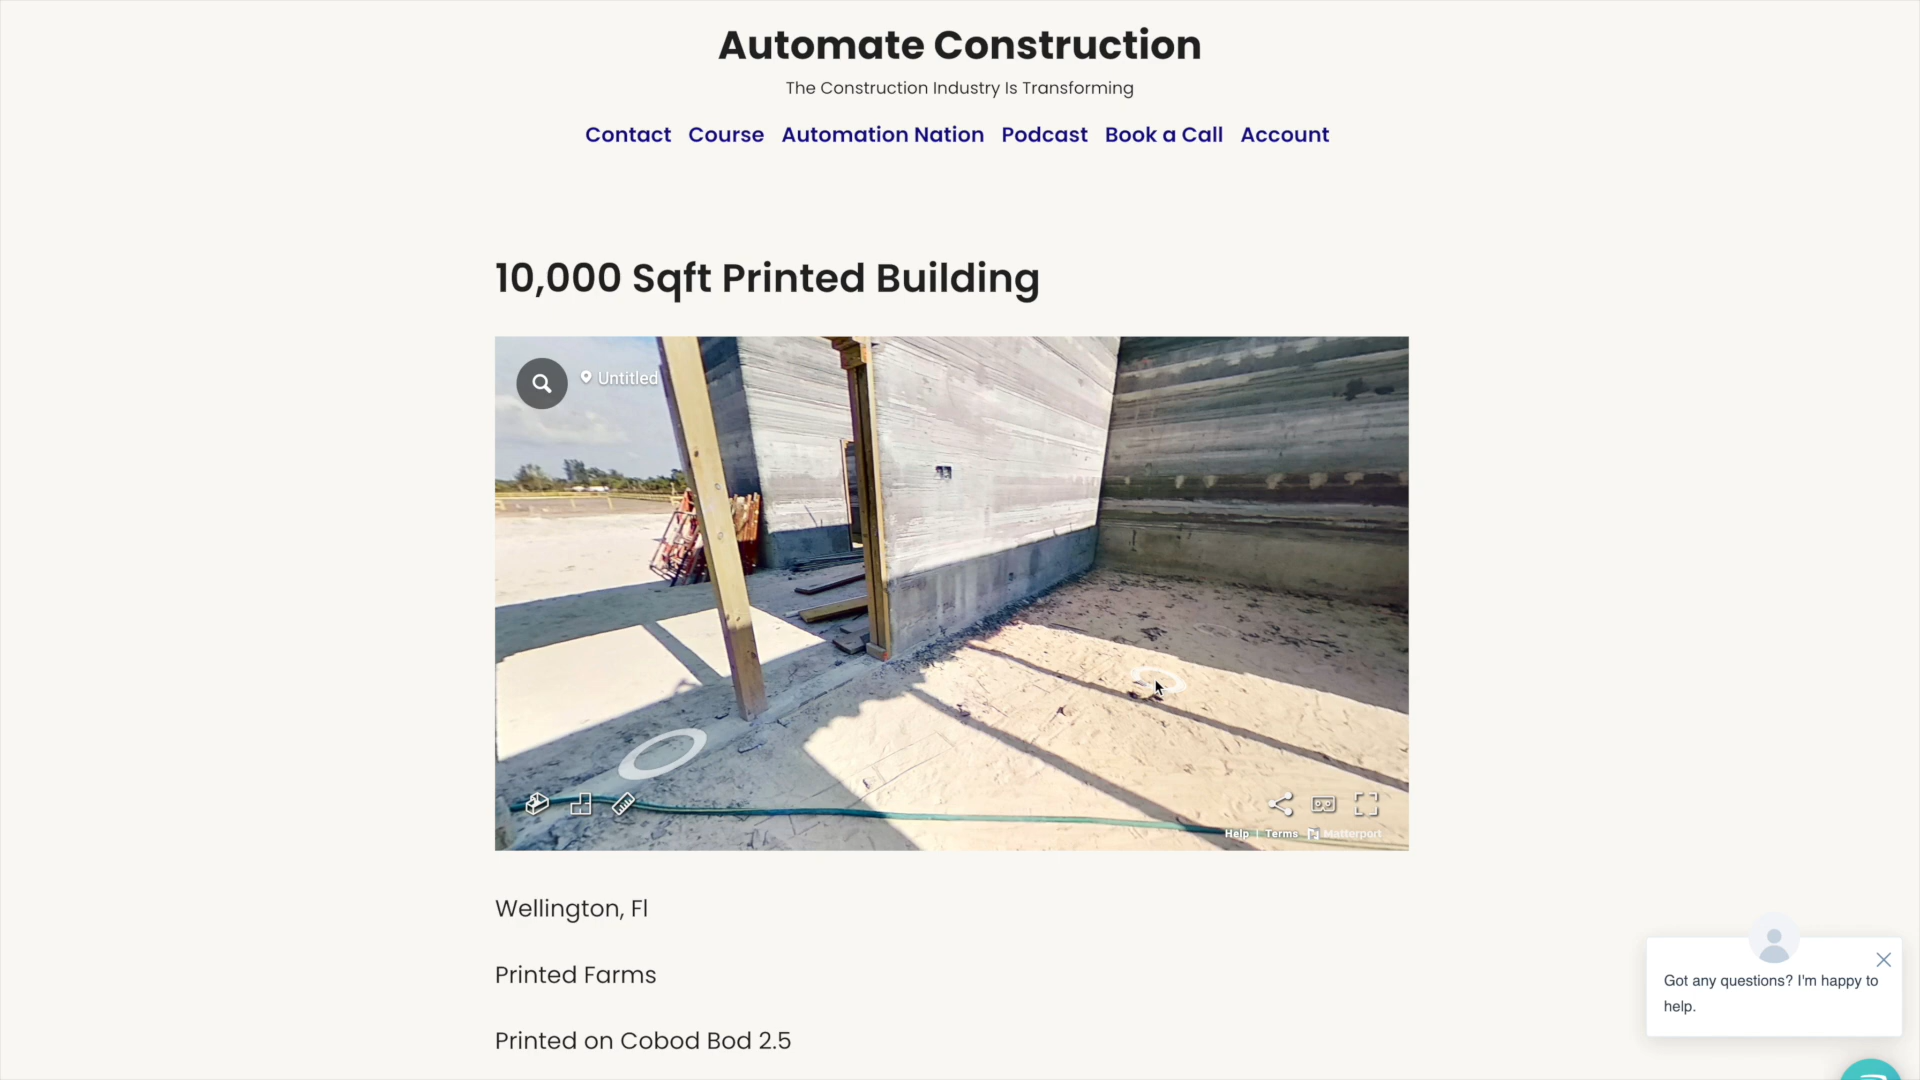 Automate Construction
The Construction Industry Is Transforming
Contact Course Automation Nation Podcast Book a Call Account
10,000 Sqft Printed Building
Untitled
Help | Terms Matterport
Wellington, Fl
Printed Farms
Printed on Cobod Bod 2.5
Got any questions? I'm happy to
help.